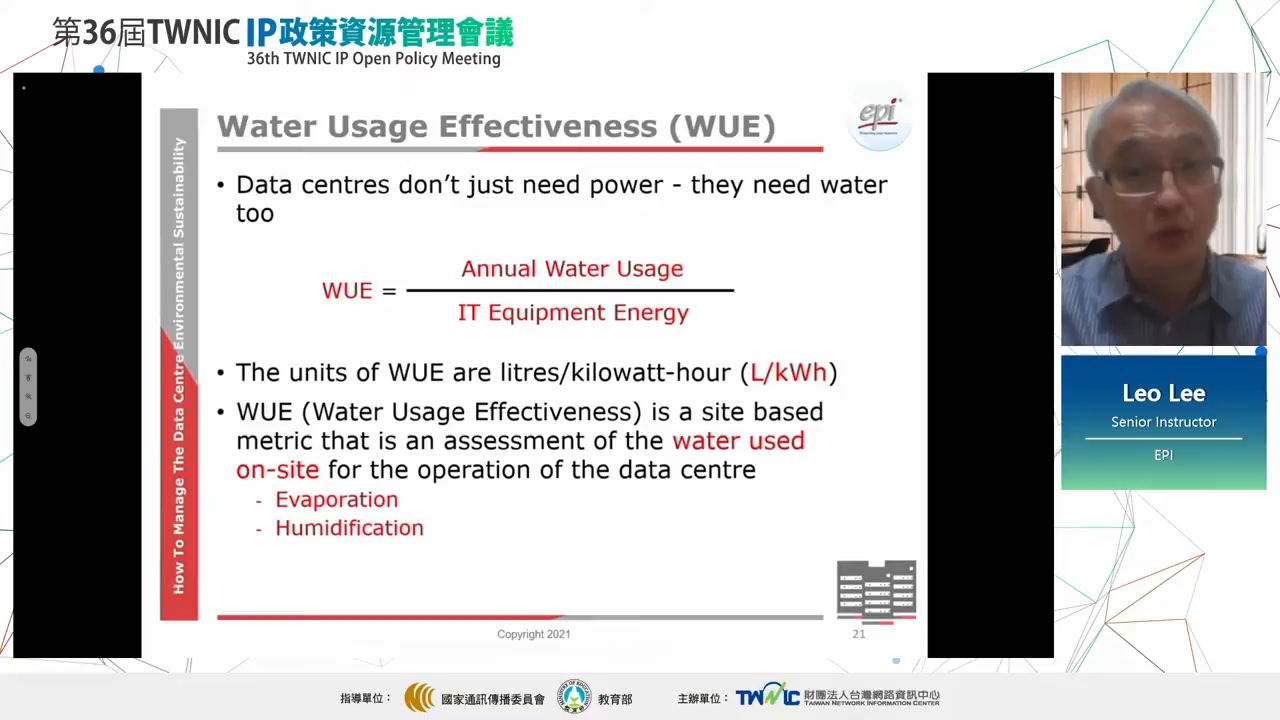 第36屆TWNIC IP政策資源管理會議
36th TWNIC IP Open Policy Meeting
How To Manage The Data Centre Environmental Sustainability
Water Usage Effectiveness (WUE)
epi
• Data centres don’t just need power - they need water
too
Annual Water Usage
WUE =
IT Equipment Energy
• The units of WUE are litres/kilowatt-hour (L/kWh)
• WUE (Water Usage Effectiveness) is a site based
metric that is an assessment of the water used
on-site for the operation of the data centre
- Evaporation
- Humidification
Copyright 2021
21
Leo Lee
Senior Instructor
EPI
指導單位：
國家通訊傳播委員會
教育部
主辦單位：
TWNIC
財團法人台灣網路資訊中心
TAIWAN NETWORK INFORMATION CENTER